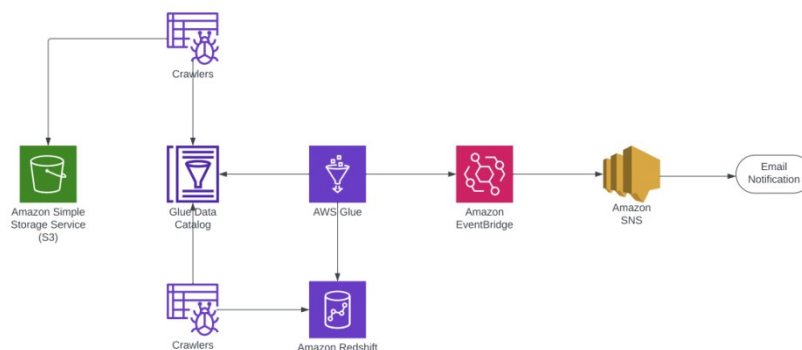 Crawlers
Amazon Simple
Storage Service
(S3)
Glue Data
Catalog
AWS Glue
Amazon
EventBridge
Amazon
SNS
Email
Notification
Crawlers
Amazon Redshift